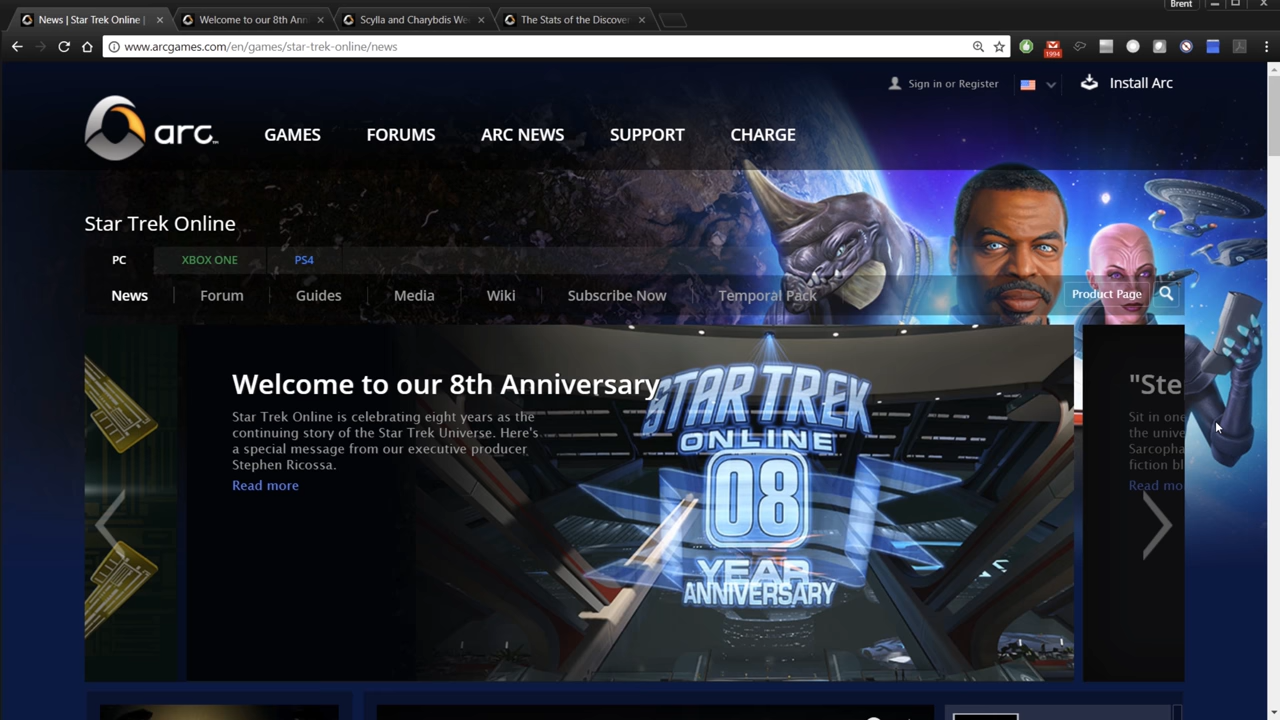 Brent
News | Star Trek Online |
Welcome to our 8th Ann
Scylla and Charybdis We
The Stats of the Discover
www.arcgames.com/en/games/star-trek-online/news
1994
Sign in or Register
Install Arc
arc
GAMES
FORUMS
ARC NEWS
SUPPORT
CHARGE
Star Trek Online
PC
XBOX ONE
PS4
News
Forum
Guides
Media
Wiki
Subscribe Now
Temporal Pack
Product Page
Welcome to our 8th Anniversary
Star Trek Online is celebrating eight years as the
continuing story of the Star Trek Universe. Here's
a special message from our executive producer
Stephen Ricossa.
Read more
STAR TREK
ONLINE
08
YEAR
ANNIVERSARY
"Ste
Sit in one
the unive
Sarcopha
fiction bl
Read mo